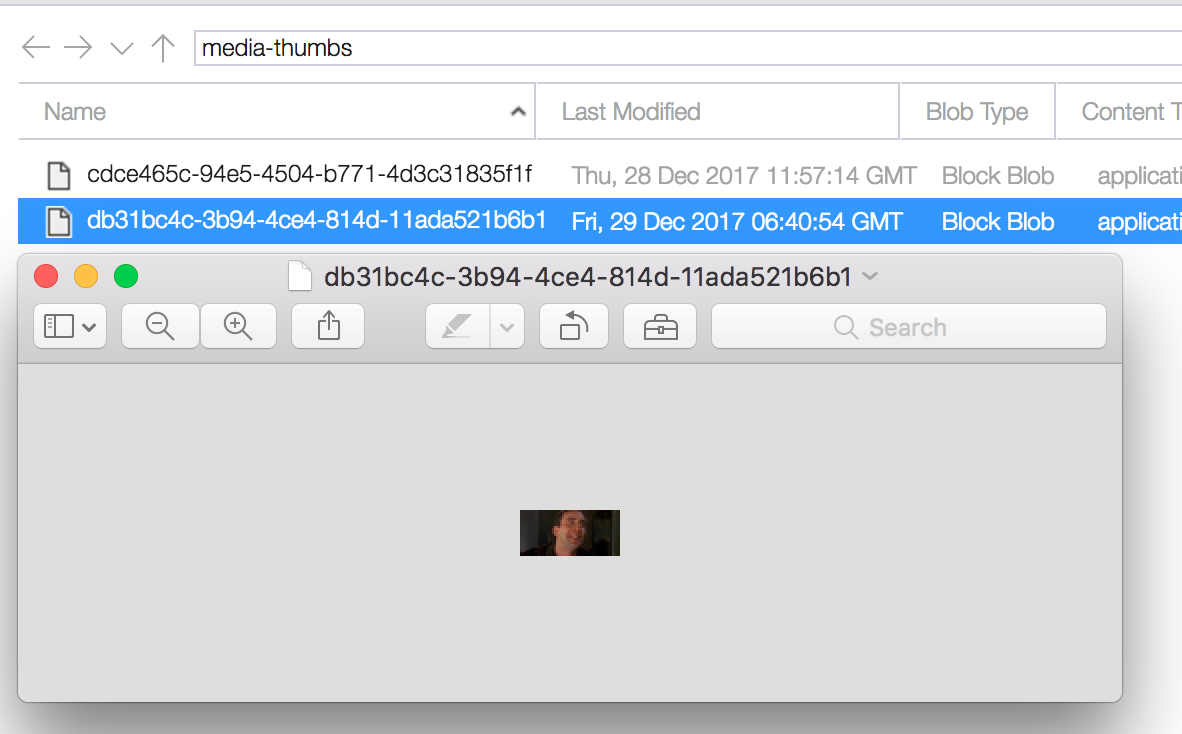 media-thumbs
Name Last Modified Blob Type Content T
cdce465c-94e5-4504-b771-4d3c31835f1f Thu, 28 Dec 2017 11:57:14 GMT Block Blob applicati
db31bc4c-3b94-4ce4-814d-11ada521b6b1 Fri, 29 Dec 2017 06:40:54 GMT Block Blob applicati
db31bc4c-3b94-4ce4-814d-11ada521b6b1
Search